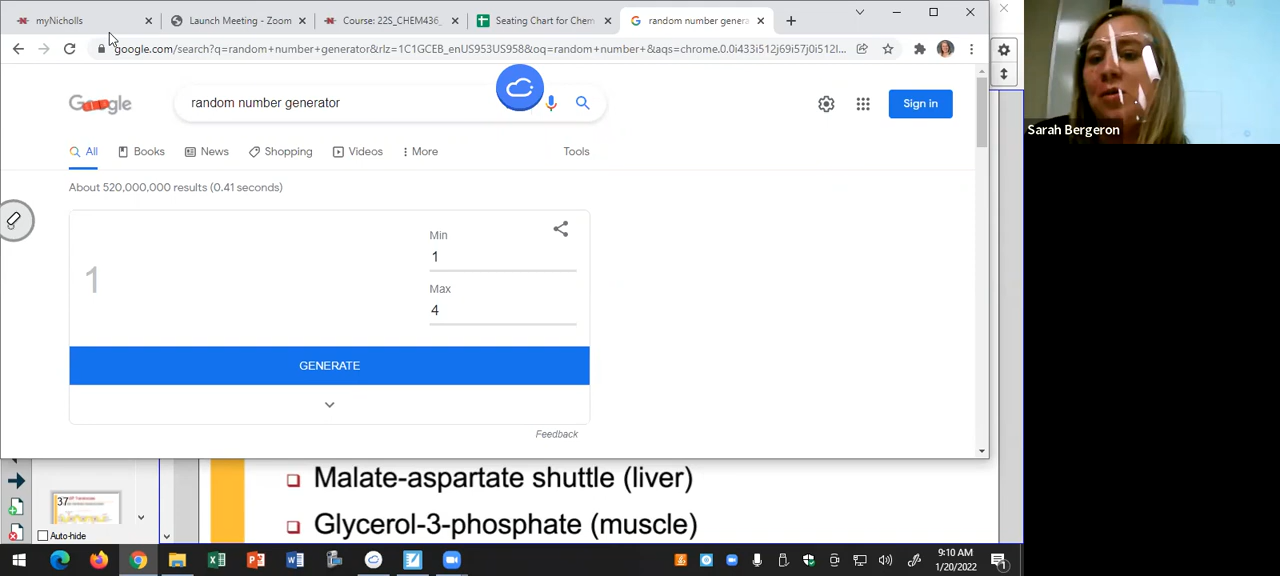 myNicholls
Launch Meeting - Zoom
Course: 22S_CHEM436_
Seating Chart for Chem
random number genera
google.com/search?q=random+number+generator&rlz=1C1GCEB_enUS953US958&oq=random+number+&aqs=chrome.0.0i433i512j69i57j0i512l...
Google
random number generator
Sign in
All
Books
News
Shopping
Videos
More
Tools
About 520,000,000 results (0.41 seconds)
1
Min
1
Max
4
GENERATE
Feedback
Sarah Bergeron
Malate-aspartate shuttle (liver)
Glycerol-3-phosphate (muscle)
37
Auto-hide
9:10 AM
1/20/2022